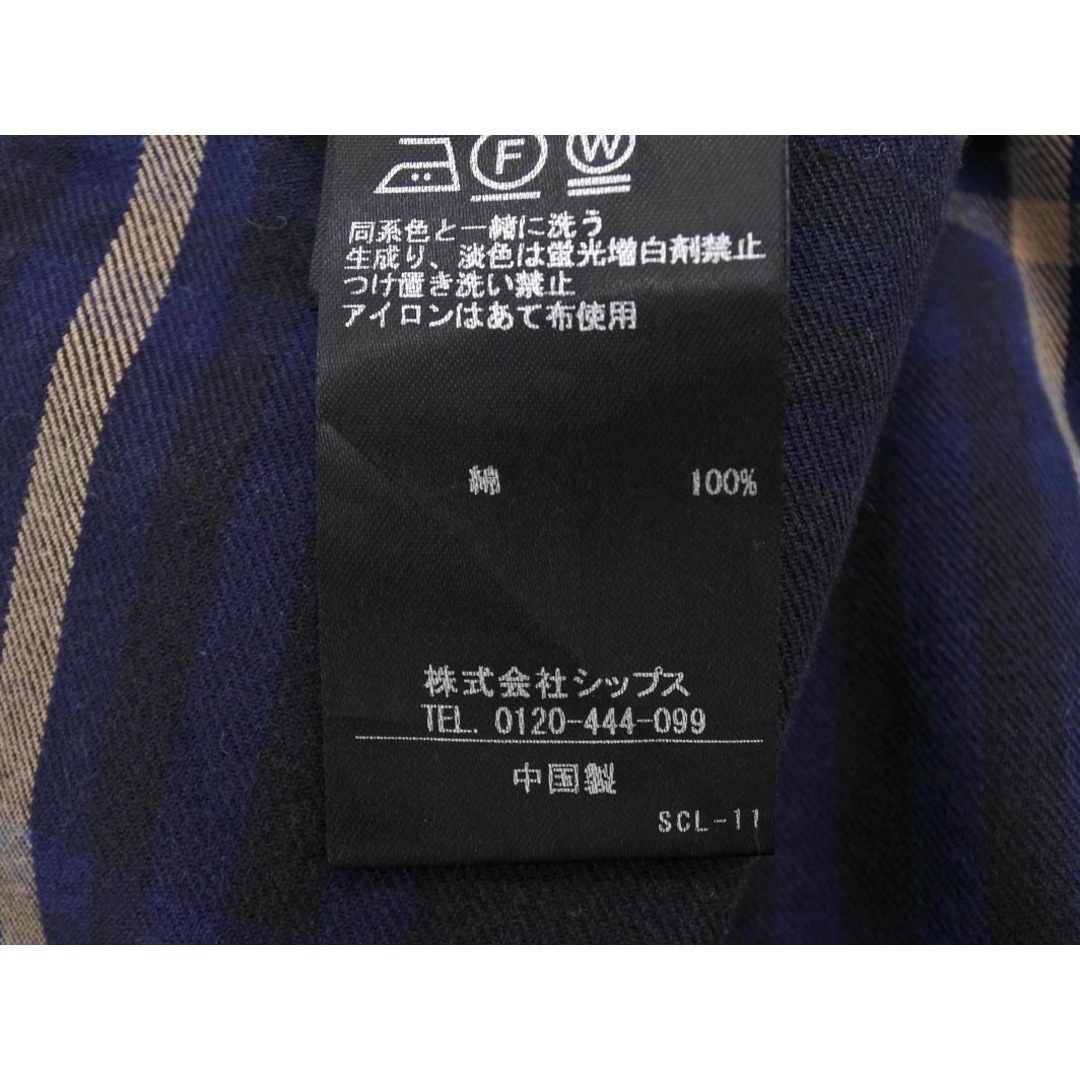 F W
同系色と一緒に洗う
生成り、淡色は蛍光増白剤禁止
つけ置き洗い禁止
アイロンはあて布使用
綿 100%
株式会社シップス
TEL. 0120-444-099
中国製
SCL-11